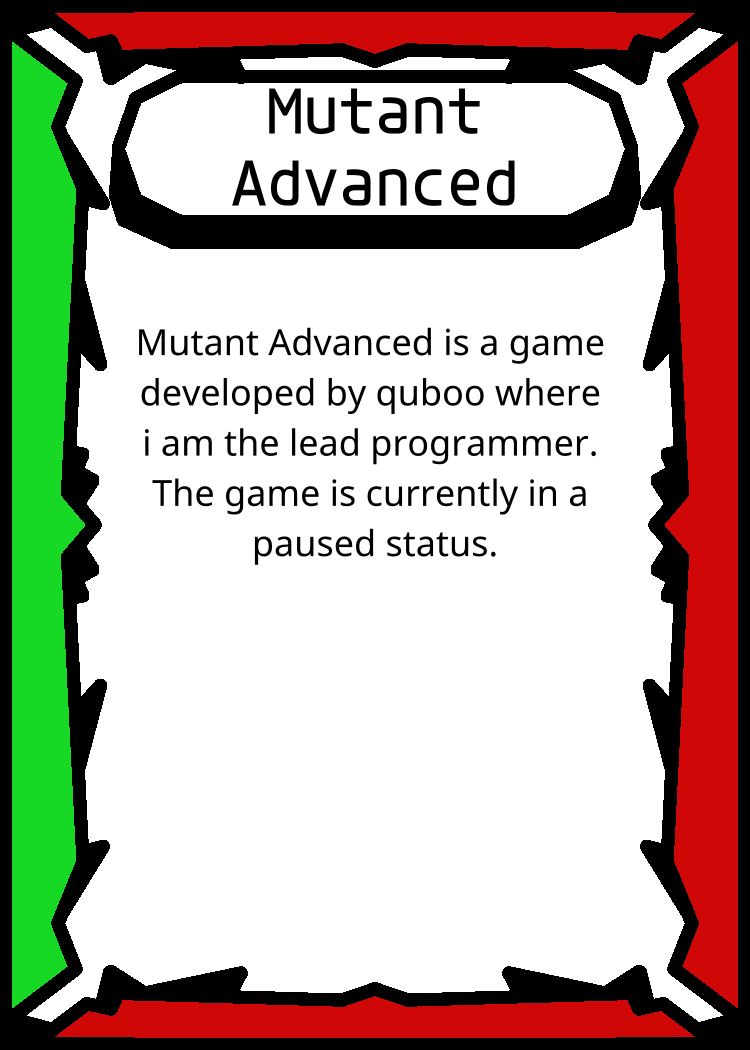 Mutant
Advanced
Mutant Advanced is a game
developed by quboo where
i am the lead programmer.
The game is currently in a
paused status.